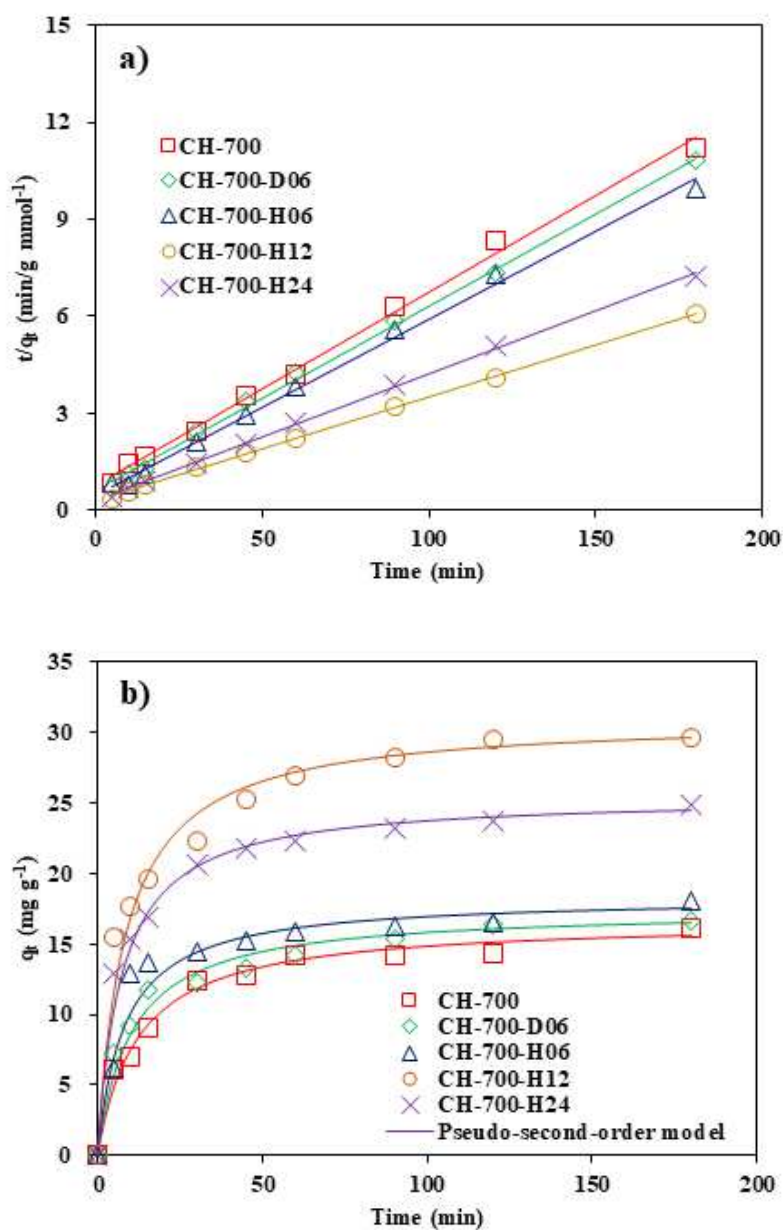 a)
15
12
9
6
3
0
t/qt (min/g mmol-1)
CH-700
CH-700-D06
CH-700-H06
CH-700-H12
CH-700-H24
0 50 100 150 200
Time (min)
b)
35
30
25
20
15
10
5
0
qt (mg g-1)
CH-700
CH-700-D06
CH-700-H06
CH-700-H12
CH-700-H24
Pseudo-second-order model
0 50 100 150 200
Time (min)